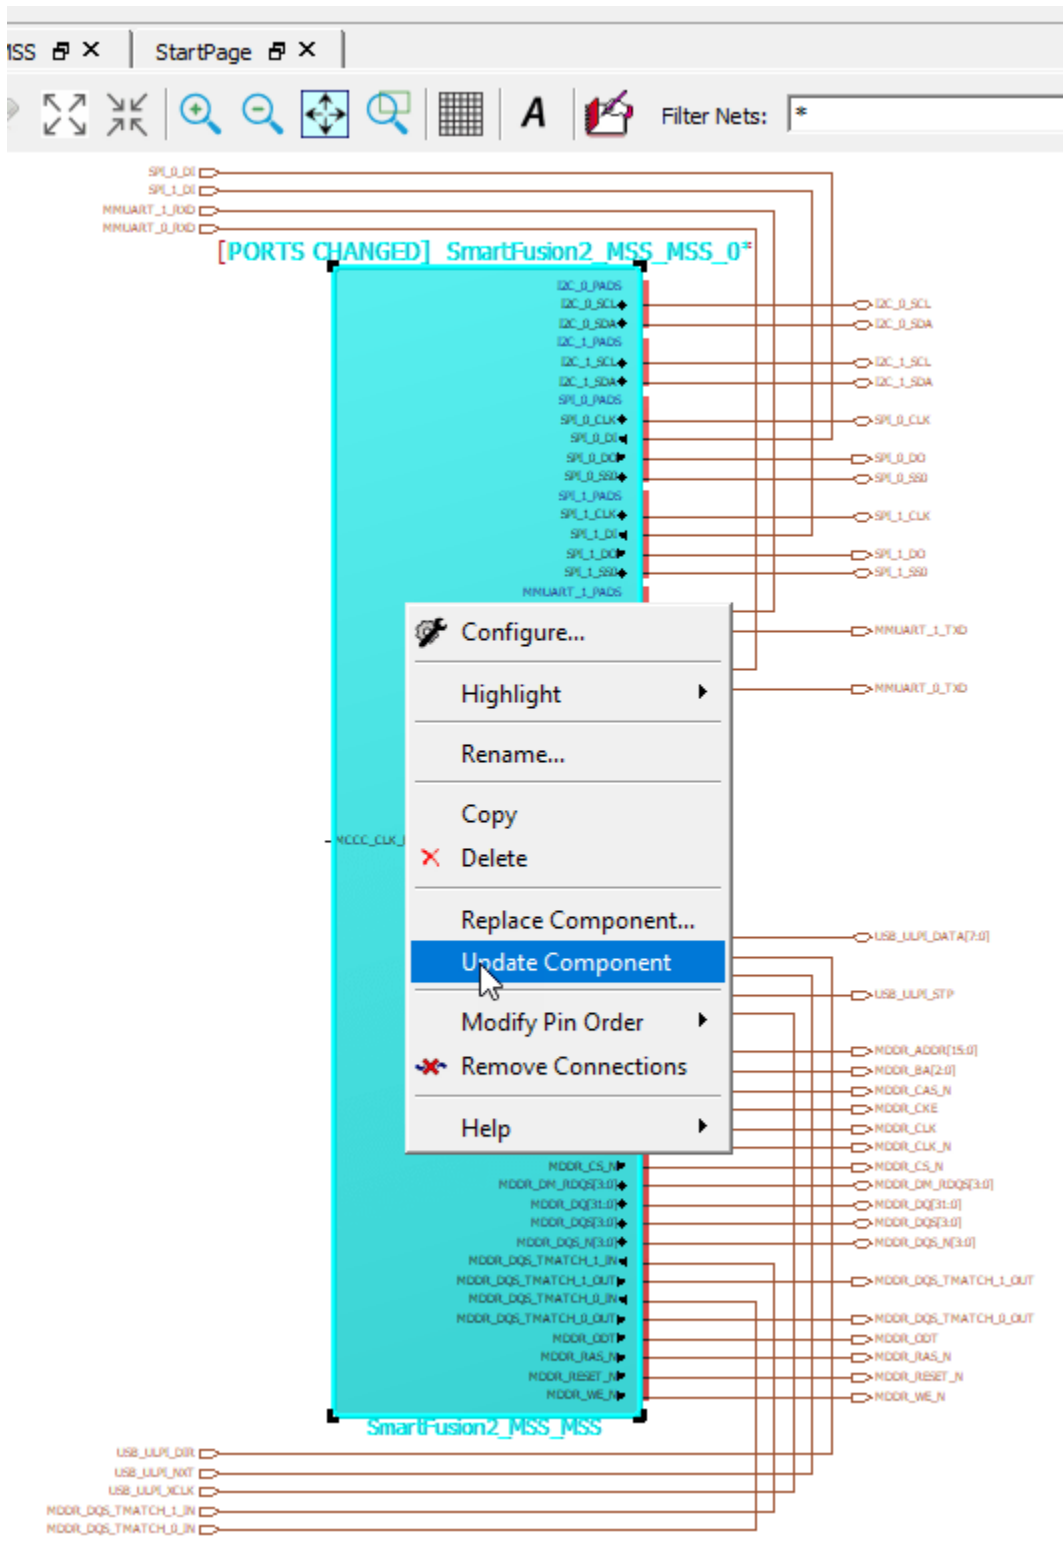 ISS
StartPage
A
Filter Nets:
*
SPI_0_DI
SPI_1_DI
MMUART_1_RXD
MMUART_0_RXD
[PORTS CHANGED] SmartFusion2_MSS_MSS_0*
I2C_0_PADS
I2C_0_SCL I2C_0_SCL
I2C_0_SDA I2C_0_SDA
I2C_1_PADS
I2C_1_SCL I2C_1_SCL
I2C_1_SDA I2C_1_SDA
SPI_0_PADS
SPI_0_CLK SPI_0_CLK
SPI_0_DI
SPI_0_DO SPI_0_DO
SPI_0_SS0 SPI_0_SS0
SPI_1_PADS
SPI_1_CLK SPI_1_CLK
SPI_1_DI
SPI_1_DO SPI_1_DO
SPI_1_SS0 SPI_1_SS0
MMUART_1_PADS
MMUART_1_TXD
MMUART_0_TXD
Configure...
Highlight
Rename...
Copy
Delete
Replace Component...
Update Component
Modify Pin Order
Remove Connections
Help
MCCC_CLK_
USB_ULPI_DATA[7:0]
USB_ULPI_STP
MDDR_ADDR[15:0]
MDDR_BA[2:0]
MDDR_CAS_N
MDDR_CKE
MDDR_CLK
MDDR_CLK_N
MDDR_CS_N MDDR_CS_N
MDDR_DM_RDQS[3:0] MDDR_DM_RDQS[3:0]
MDDR_DQ[31:0] MDDR_DQ[31:0]
MDDR_DQS[3:0] MDDR_DQS[3:0]
MDDR_DQS_N[3:0] MDDR_DQS_N[3:0]
MDDR_DQS_TMATCH_1_IN
MDDR_DQS_TMATCH_1_OUT MDDR_DQS_TMATCH_1_OUT
MDDR_DQS_TMATCH_0_IN
MDDR_DQS_TMATCH_0_OUT MDDR_DQS_TMATCH_0_OUT
MDDR_ODT MDDR_ODT
MDDR_RAS_N MDDR_RAS_N
MDDR_RESET_N MDDR_RESET_N
MDDR_WE_N MDDR_WE_N
SmartFusion2_MSS_MSS
USB_ULPI_DIR
USB_ULPI_NXT
USB_ULPI_XCLK
MDDR_DQS_TMATCH_1_IN
MDDR_DQS_TMATCH_0_IN